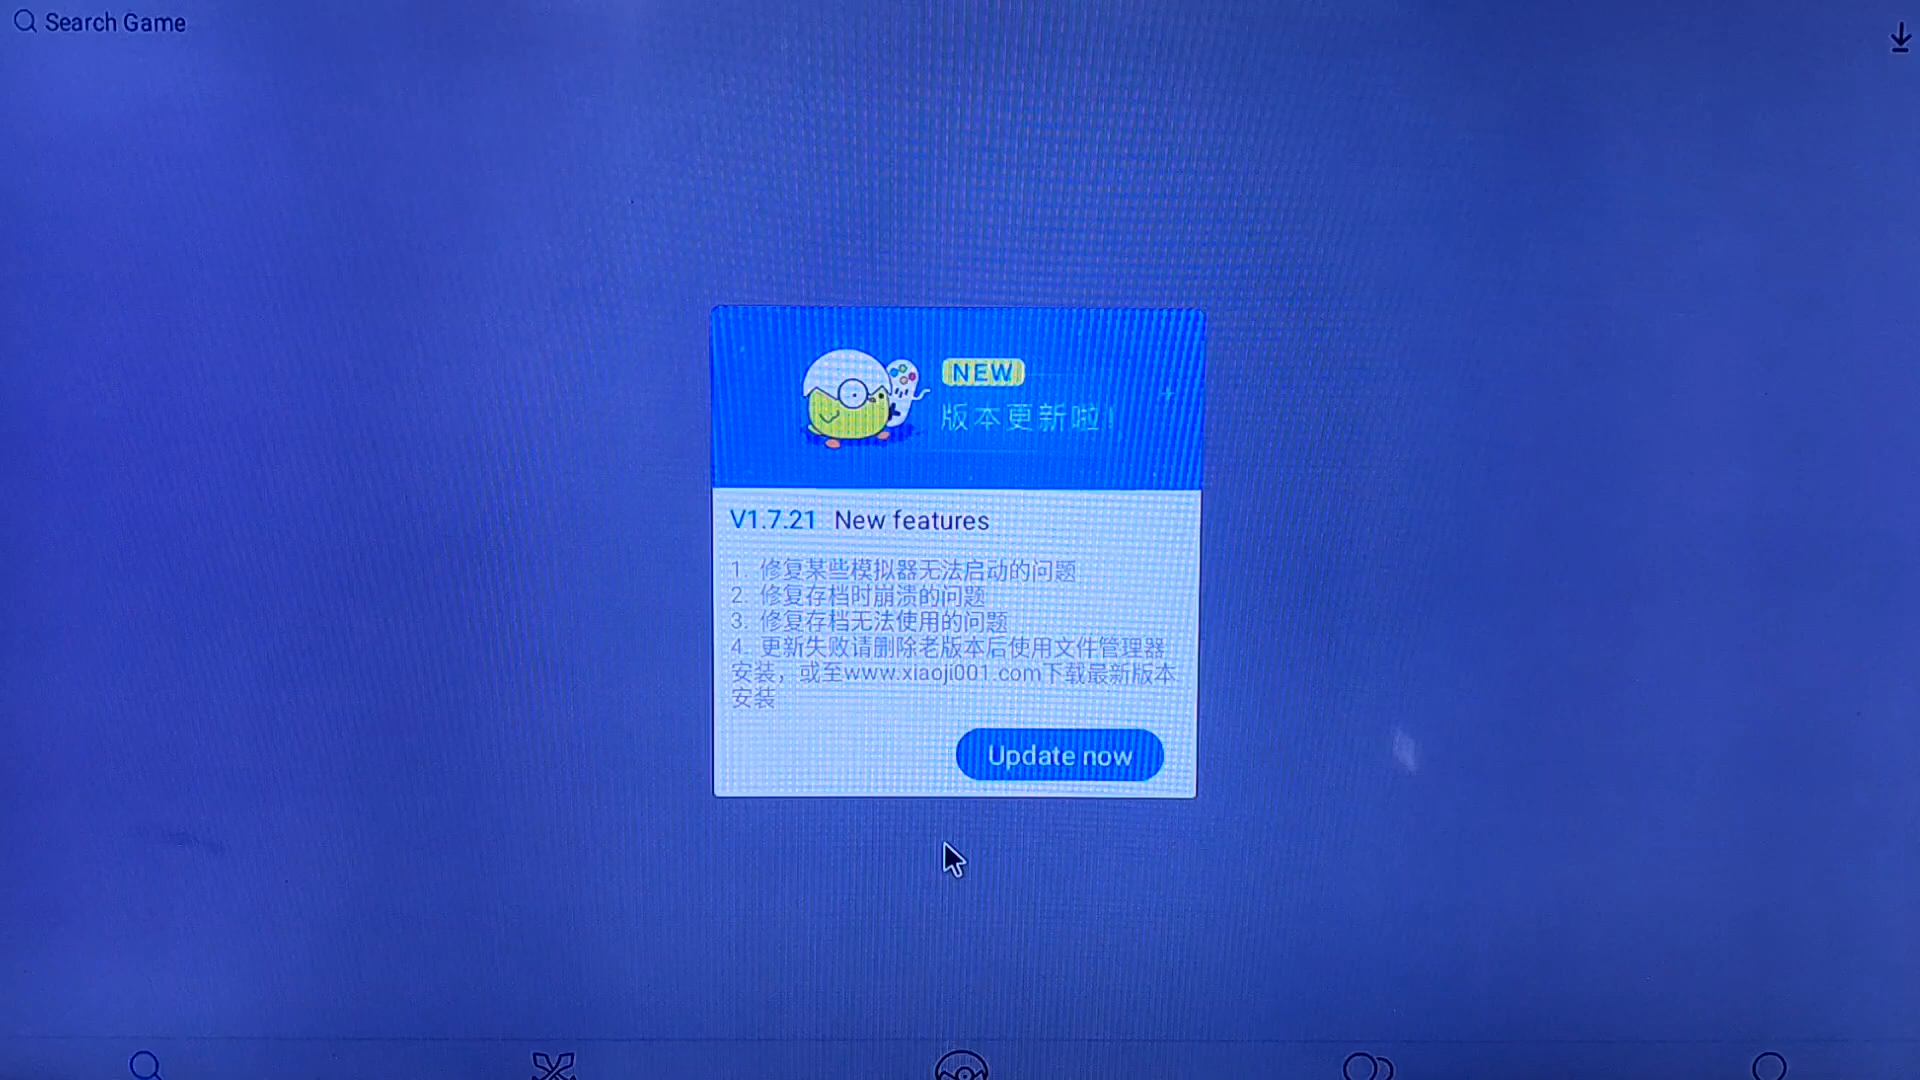 Search Game
NEW
版本更新啦!
V1.7.21 New features
1. 修复某些模拟器无法启动的问题
2. 修复存档时崩溃的问题
3. 修复存档无法使用的问题
4. 更新失败请删除老版本后使用文件管理器
安装，或至www.xiaoji001.com下载最新版本
安装
Update now